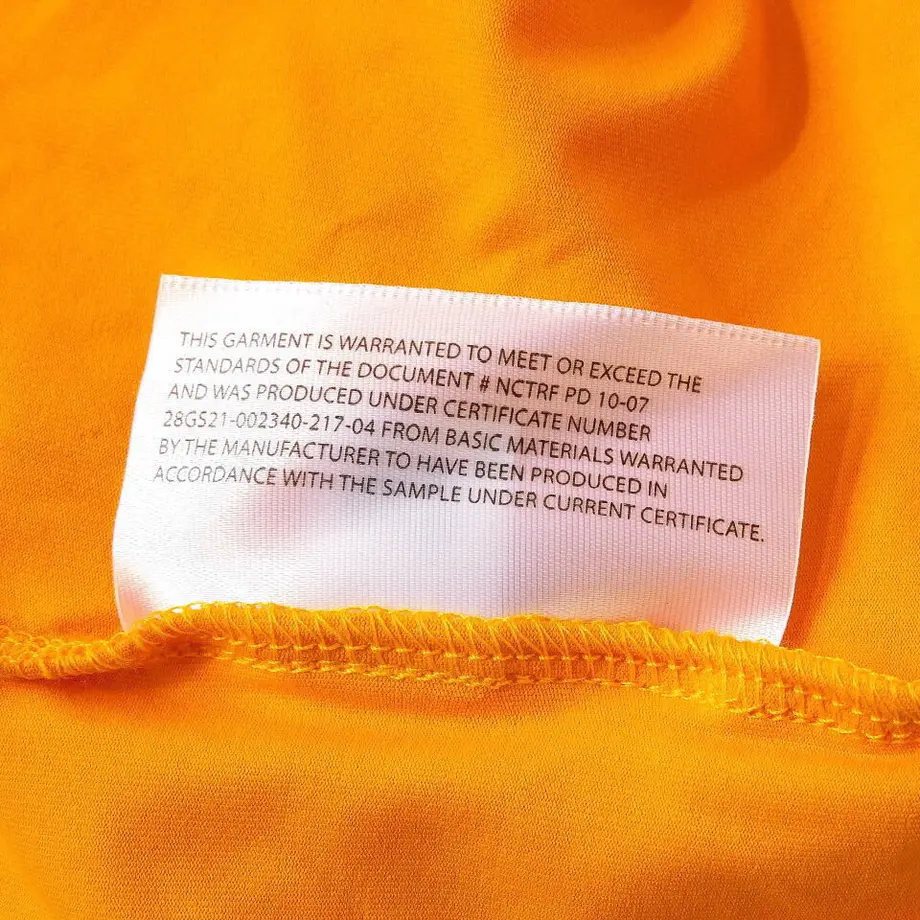 THIS GARMENT IS WARRANTED TO MEET OR EXCEED THE
STANDARDS OF THE DOCUMENT # NCTRF PD 10-07
AND WAS PRODUCED UNDER CERTIFICATE NUMBER
28GS21-002340-217-04 FROM BASIC MATERIALS WARRANTED
BY THE MANUFACTURER TO HAVE BEEN PRODUCED IN
ACCORDANCE WITH THE SAMPLE UNDER CURRENT CERTIFICATE.